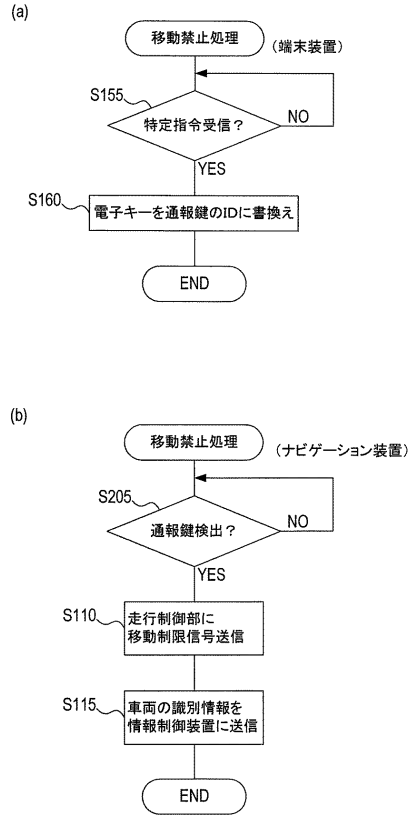 (a)
移動禁止処理
(端末装置)
S155
特定指令受信？
NO
YES
S160
電子キーを通報鍵のIDに書換え
END
(b)
移動禁止処理
(ナビゲーション装置)
S205
通報鍵検出？
NO
YES
S110
走行制御部に
移動制限信号送信
S115
車両の識別情報を
情報制御装置に送信
END